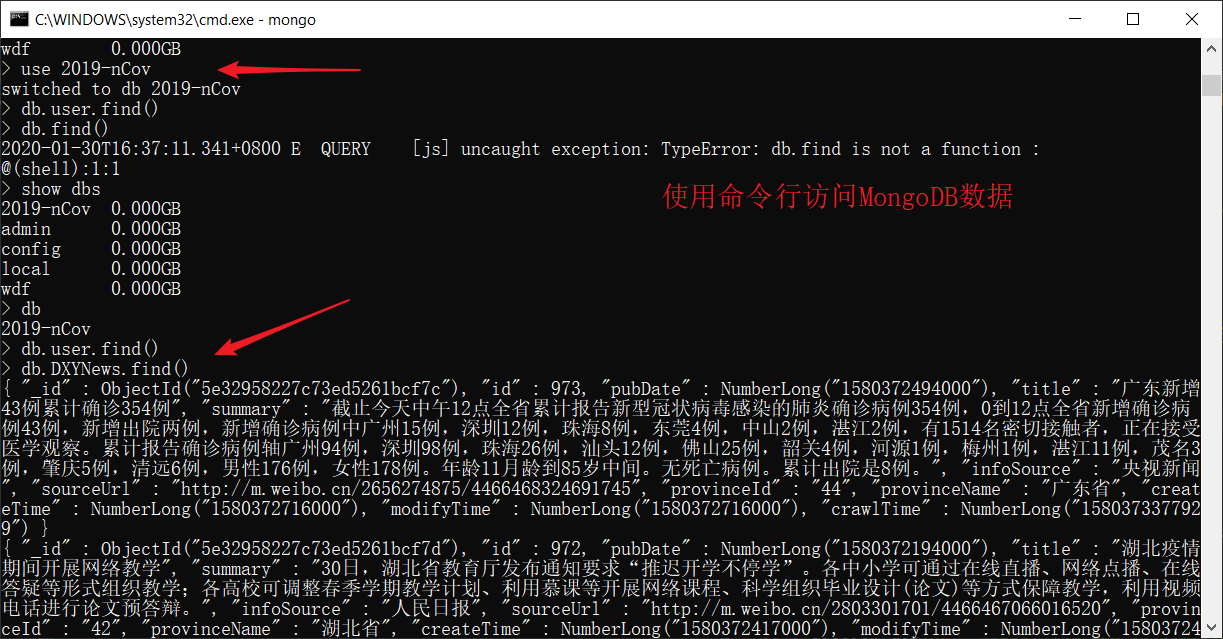 C:\WINDOWS\system32\cmd.exe - mongo
wdf        0.000GB
> use 2019-nCov
switched to db 2019-nCov
> db.user.find()
> db.find()
2020-01-30T16:37:11.341+0800 E  QUERY    [js] uncaught exception: TypeError: db.find is not a function :
@(shell):1:1
> show dbs
使用命令行访问MongoDB数据
2019-nCov  0.000GB
admin      0.000GB
config     0.000GB
local      0.000GB
wdf        0.000GB
> db
2019-nCov
> db.user.find()
> db.DXYNews.find()
{ "_id" : ObjectId("5e32958227c73ed5261bcf7c"), "id" : 973, "pubDate" : NumberLong("1580372494000"), "title" : "广东新增
43例累计确诊354例", "summary" : "截止今天中午12点全省累计报告新型冠状病毒感染的肺炎确诊病例354例，0到12点全省新增确诊病
例43例，新增出院两例，新增确诊病例中广州15例，深圳12例，珠海8例，东莞4例，中山2例，湛江2例，有1514名密切接触者，正在接受
医学观察。累计报告确诊病例轴广州94例，深圳98例，珠海26例，汕头12例，佛山25例，韶关4例，河源1例，梅州1例，湛江11例，茂名3
例，肇庆5例，清远6例，男性176例，女性178例。年龄11月龄到85岁中间。无死亡病例。累计出院是8例。", "infoSource" : "央视新闻
", "sourceUrl" : "http://m.weibo.cn/2656274875/4466468324691745", "provinceId" : "44", "provinceName" : "广东省", "creat
eTime" : NumberLong("1580372716000"), "modifyTime" : NumberLong("1580372716000"), "crawlTime" : NumberLong("158037337792
9") }
{ "_id" : ObjectId("5e32958227c73ed5261bcf7d"), "id" : 972, "pubDate" : NumberLong("1580372194000"), "title" : "湖北疫情
期间开展网络教学", "summary" : "30日，湖北省教育厅发布通知要求“推迟开学不停学”。各中小学可通过在线直播、网络点播、在线
答疑等形式组织教学；各高校可调整春季学期教学计划、利用慕课等开展网络课程、科学组织毕业设计(论文)等方式保障教学，利用视频
电话进行论文预答辩。", "infoSource" : "人民日报", "sourceUrl" : "http://m.weibo.cn/2803301701/4466467066016520", "provin
ceId" : "42", "provinceName" : "湖北省", "createTime" : NumberLong("1580372417000"), "modifyTime" : NumberLong("15803724